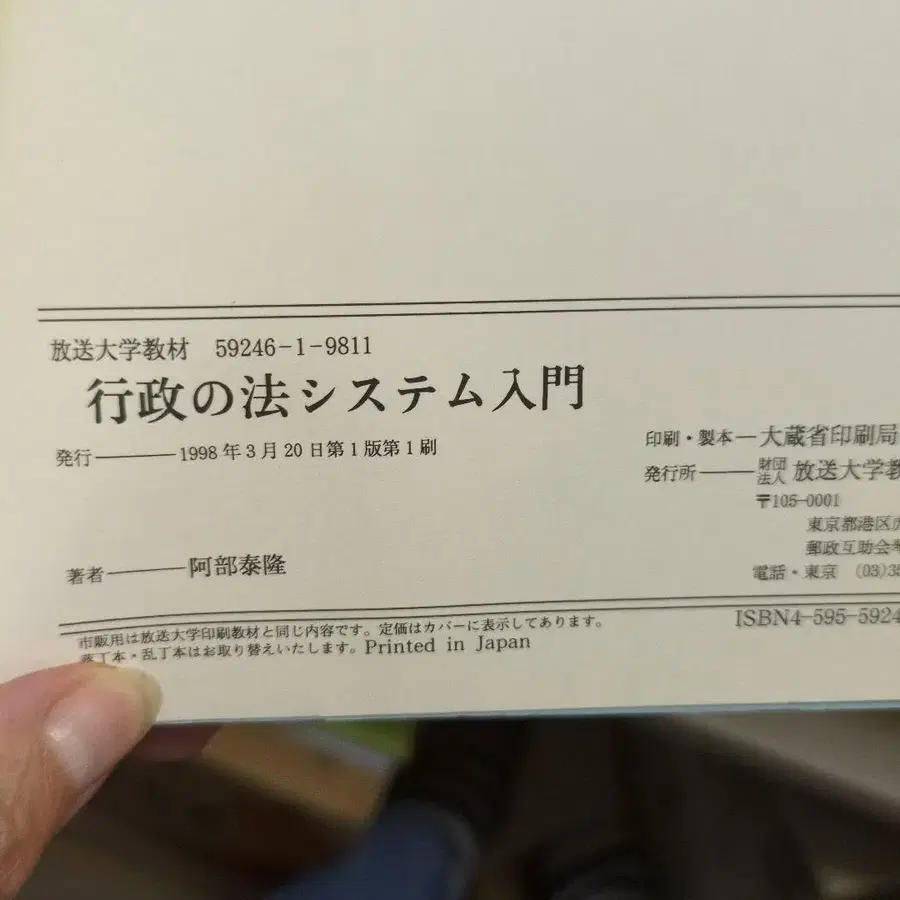 放送大学教材 59246-1-9811
行政の法システム入門
発行―――1998年3月20日第1版第1刷
著者―――阿部泰隆
印刷・製本―大蔵省印刷局
発行所――財団法人 放送大学教
〒105-0001
東京都港区虎
郵政互助会
電話・東京 (03)35
市販用は放送大学印刷教材と同じ内容です。定価はカバーに表示してあります。
落丁本・乱丁本はお取り替えいたします。Printed in Japan
ISBN4-595-5924